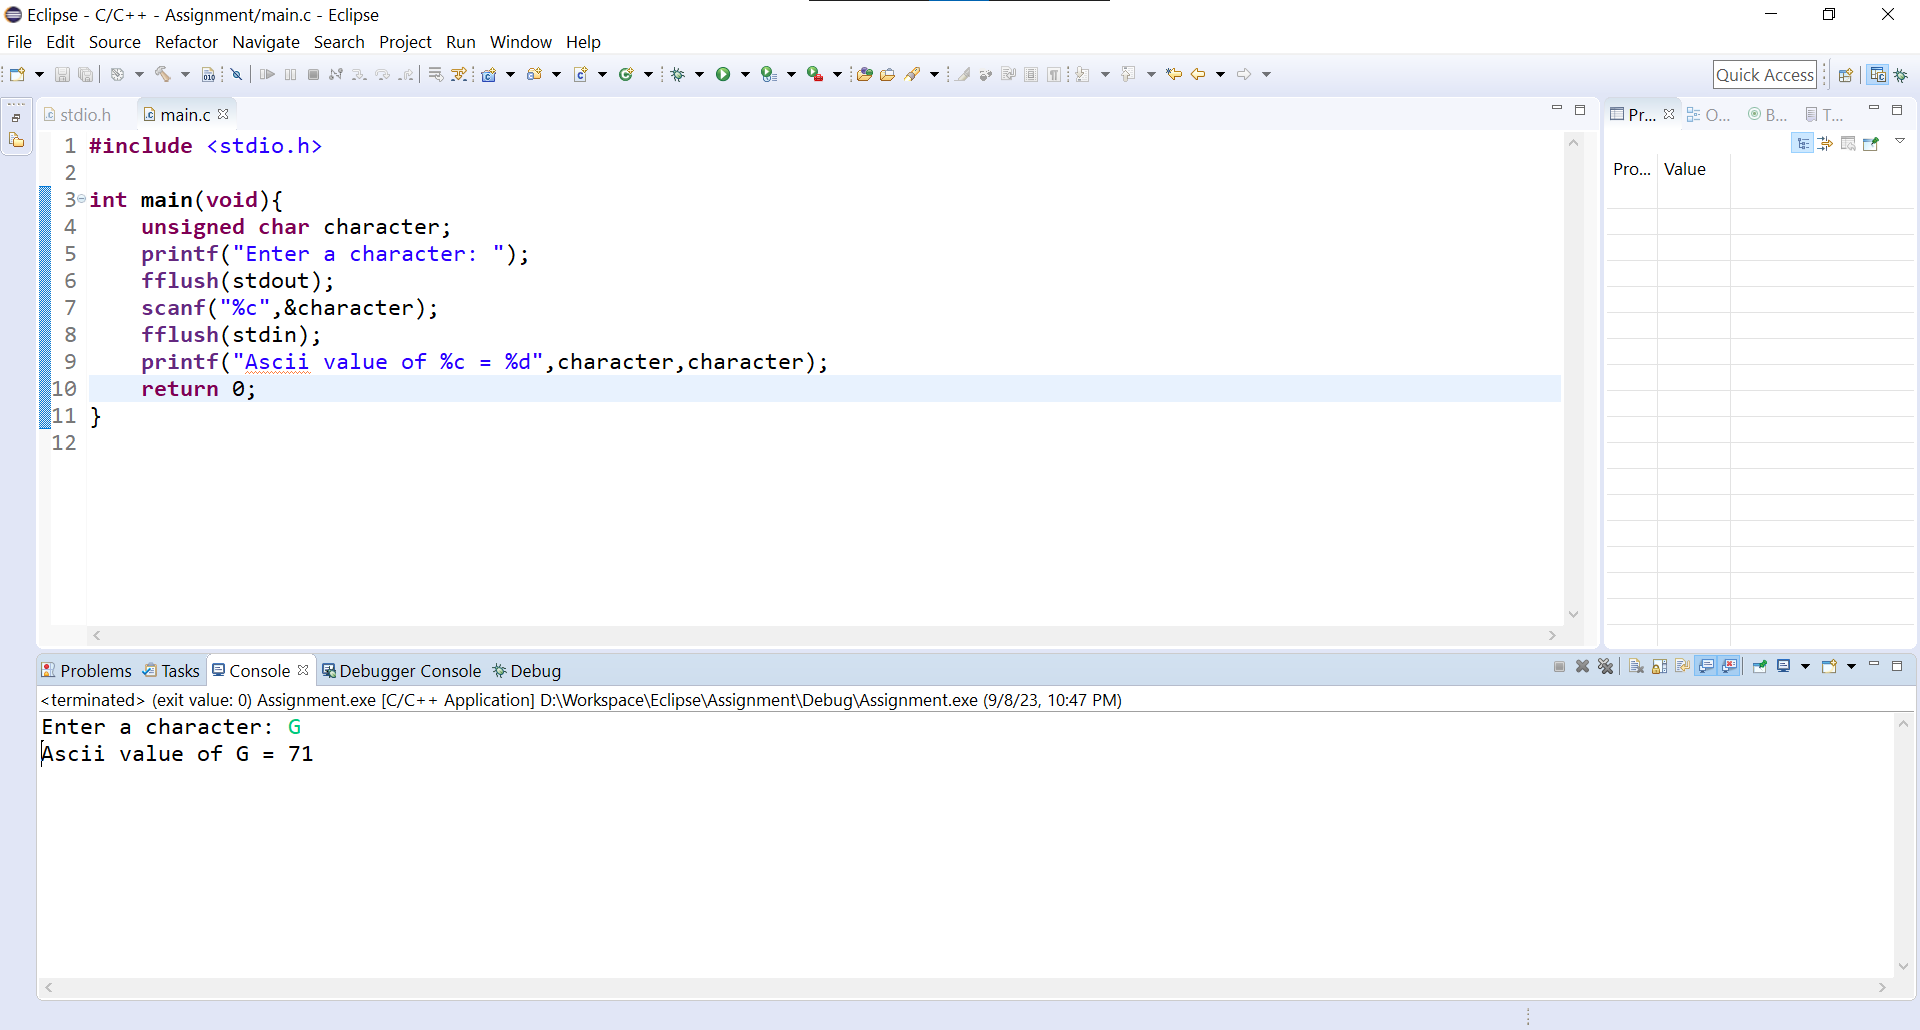 Eclipse - C/C++ - Assignment/main.c - Eclipse
File Edit Source Refactor Navigate Search Project Run Window Help
Quick Access
stdio.h main.c
Pr... O... B... T...
Pro... Value
1 #include <stdio.h>
2
3 int main(void){
4     unsigned char character;
5     printf("Enter a character: ");
6     fflush(stdout);
7     scanf("%c",&character);
8     fflush(stdin);
9     printf("Ascii value of %c = %d",character,character);
10     return 0;
11 }
12
Problems Tasks Console Debugger Console Debug
<terminated> (exit value: 0) Assignment.exe [C/C++ Application] D:\Workspace\Eclipse\Assignment\Debug\Assignment.exe (9/8/23, 10:47 PM)
Enter a character: G
Ascii value of G = 71